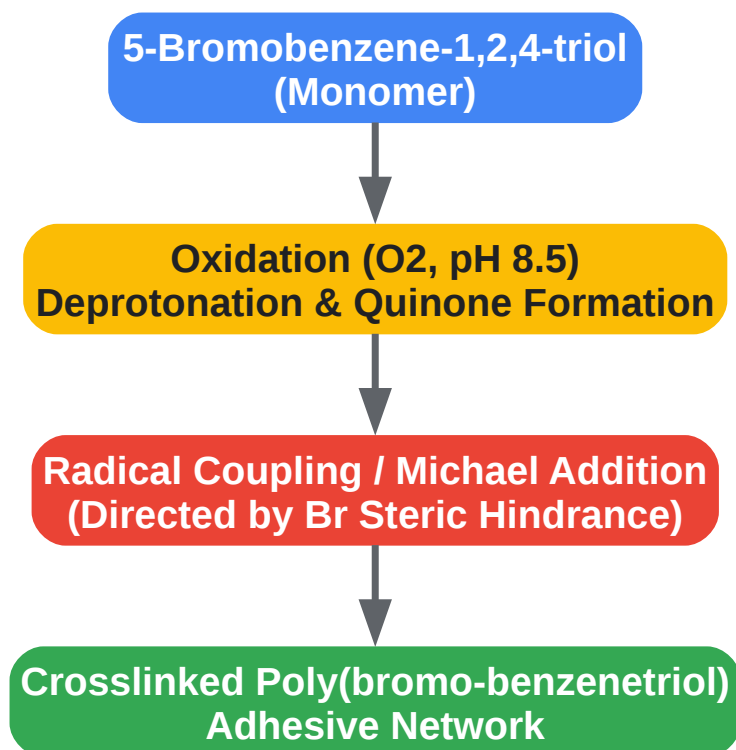 5-Bromobenzene-1,2,4-triol
(Monomer)
Oxidation (O2, pH 8.5)
Deprotonation & Quinone Formation
Radical Coupling / Michael Addition
(Directed by Br Steric Hindrance)
Crosslinked Poly(bromo-benzenetriol)
Adhesive Network